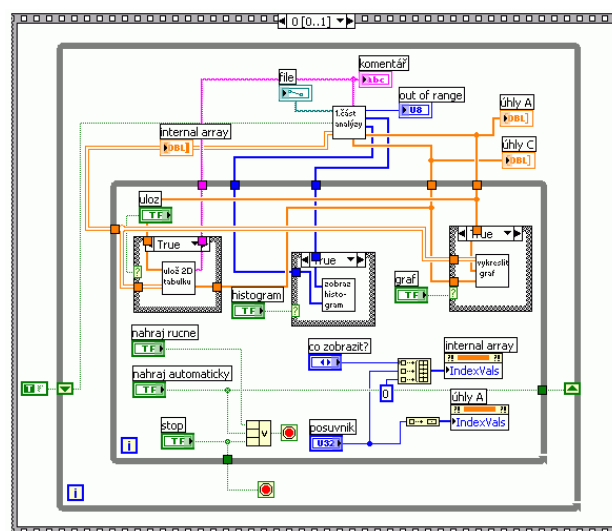 0 [0..1]
komentář
file
abc
out of range
1.část
analýzy
U8
úhly A
internal array
DBL
DBL
úhly C
DBL
uloz
TF
True
True
True
ulož 2D
tabulku
zobraz
histo-
gram
vykreslit
graf
histogram
TF
graf
TF
?
?
?
nahraj rucne
TF
co zobrazit?
internal array
nahraj automaticky
IndexVals
TF
0
T
úhly A
stop
posuvnik
TF
V
U32
IndexVals
i
i